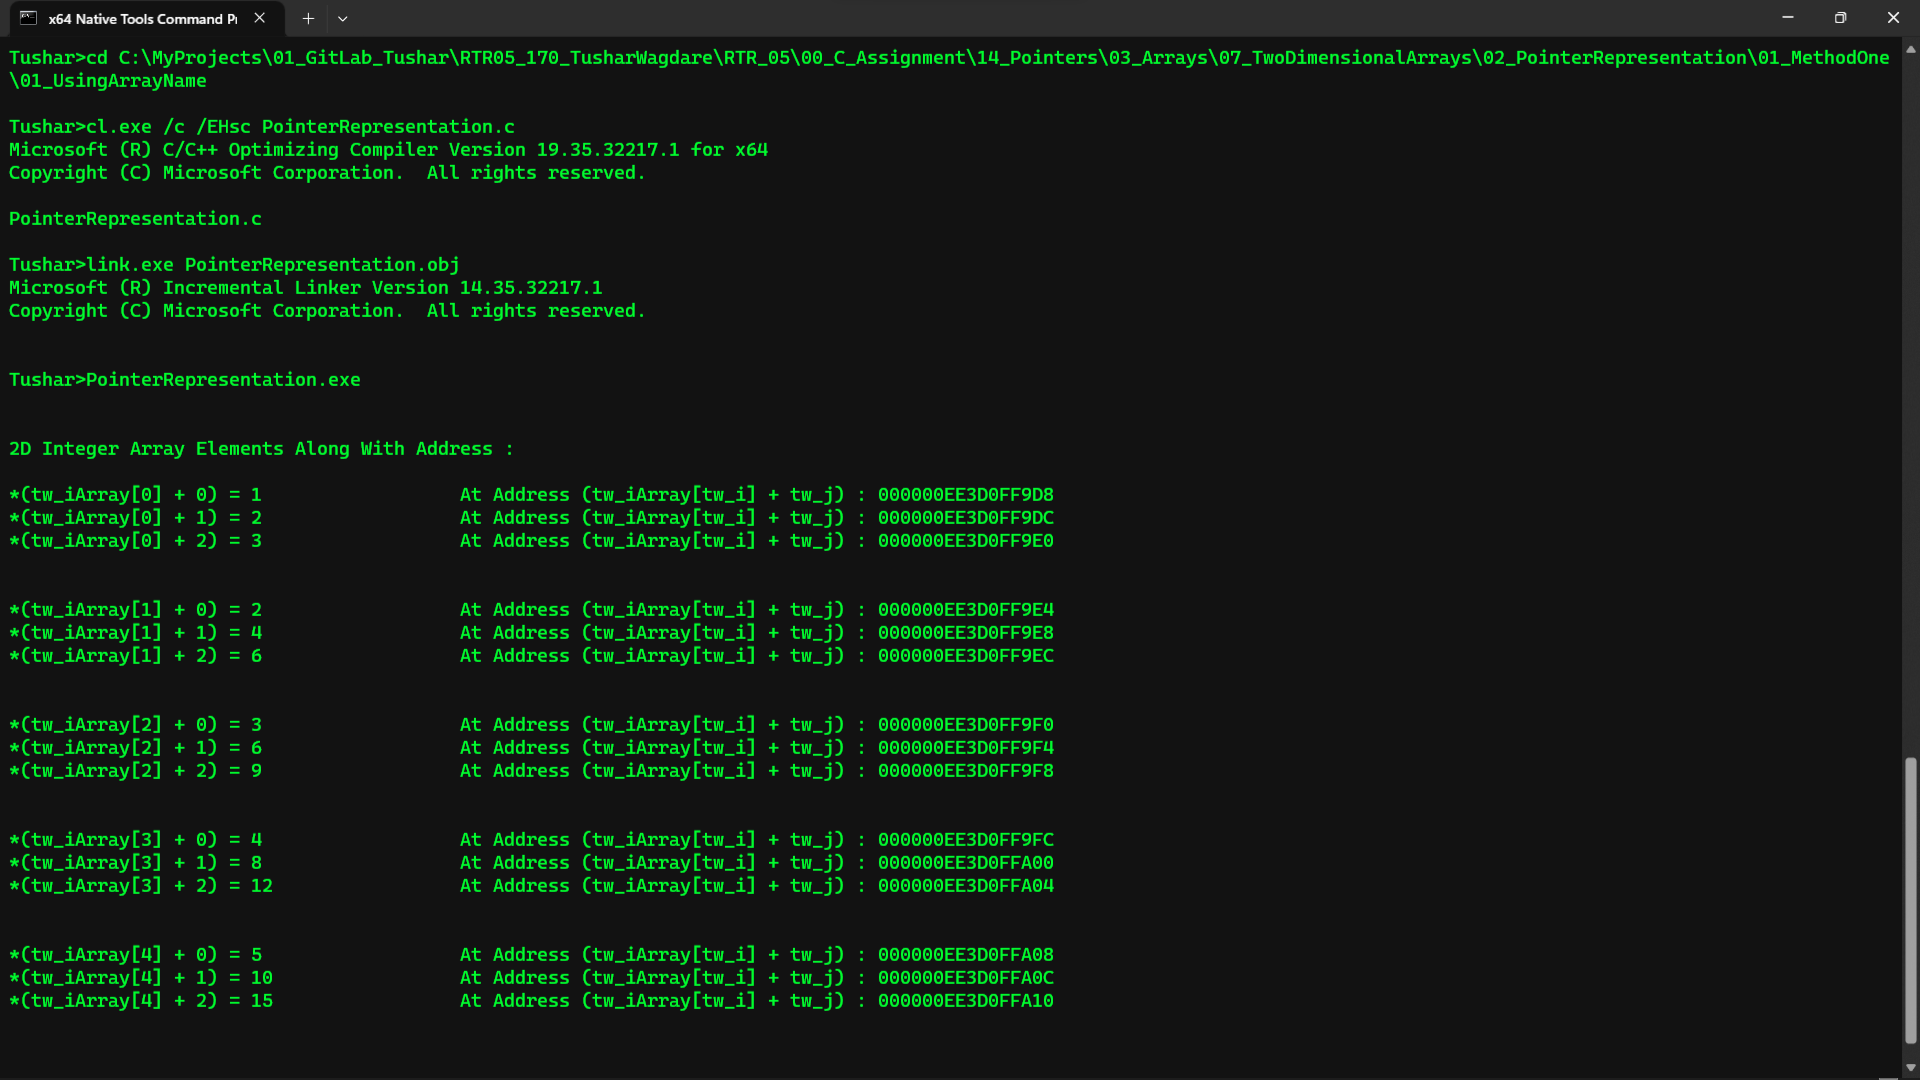 x64 Native Tools Command P
Tushar>cd C:\MyProjects\01_GitLab_Tushar\RTR05_170_TusharWagdare\RTR_05\00_C_Assignment\14_Pointers\03_Arrays\07_TwoDimensionalArrays\02_PointerRepresentation\01_MethodOne
\01_UsingArrayName
Tushar>cl.exe /c /EHsc PointerRepresentation.c
Microsoft (R) C/C++ Optimizing Compiler Version 19.35.32217.1 for x64
Copyright (C) Microsoft Corporation.  All rights reserved.
PointerRepresentation.c
Tushar>link.exe PointerRepresentation.obj
Microsoft (R) Incremental Linker Version 14.35.32217.1
Copyright (C) Microsoft Corporation.  All rights reserved.
Tushar>PointerRepresentation.exe
2D Integer Array Elements Along With Address :
*(tw_iArray[0] + 0) = 1 At Address (tw_iArray[tw_i] + tw_j) : 000000EE3D0FF9D8
*(tw_iArray[0] + 1) = 2 At Address (tw_iArray[tw_i] + tw_j) : 000000EE3D0FF9DC
*(tw_iArray[0] + 2) = 3 At Address (tw_iArray[tw_i] + tw_j) : 000000EE3D0FF9E0
*(tw_iArray[1] + 0) = 2 At Address (tw_iArray[tw_i] + tw_j) : 000000EE3D0FF9E4
*(tw_iArray[1] + 1) = 4 At Address (tw_iArray[tw_i] + tw_j) : 000000EE3D0FF9E8
*(tw_iArray[1] + 2) = 6 At Address (tw_iArray[tw_i] + tw_j) : 000000EE3D0FF9EC
*(tw_iArray[2] + 0) = 3 At Address (tw_iArray[tw_i] + tw_j) : 000000EE3D0FF9F0
*(tw_iArray[2] + 1) = 6 At Address (tw_iArray[tw_i] + tw_j) : 000000EE3D0FF9F4
*(tw_iArray[2] + 2) = 9 At Address (tw_iArray[tw_i] + tw_j) : 000000EE3D0FF9F8
*(tw_iArray[3] + 0) = 4 At Address (tw_iArray[tw_i] + tw_j) : 000000EE3D0FF9FC
*(tw_iArray[3] + 1) = 8 At Address (tw_iArray[tw_i] + tw_j) : 000000EE3D0FFA00
*(tw_iArray[3] + 2) = 12 At Address (tw_iArray[tw_i] + tw_j) : 000000EE3D0FFA04
*(tw_iArray[4] + 0) = 5 At Address (tw_iArray[tw_i] + tw_j) : 000000EE3D0FFA08
*(tw_iArray[4] + 1) = 10 At Address (tw_iArray[tw_i] + tw_j) : 000000EE3D0FFA0C
*(tw_iArray[4] + 2) = 15 At Address (tw_iArray[tw_i] + tw_j) : 000000EE3D0FFA10